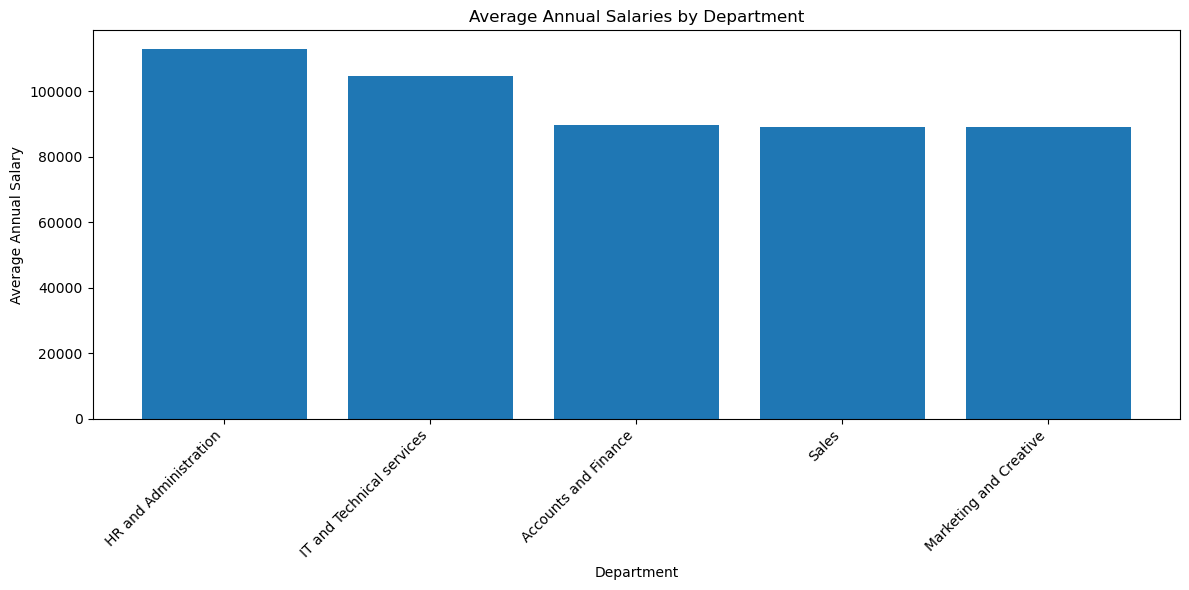 Average Annual Salaries by Department
Average Annual Salary
100000
80000
60000
40000
20000
0
HR and Administration
IT and Technical services
Accounts and Finance
Sales
Marketing and Creative
Department